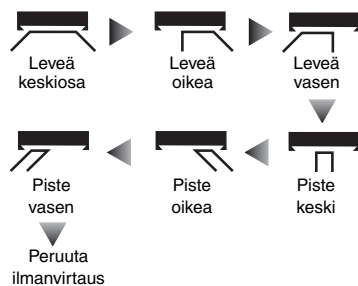 Leveä
keskiosa
Leveä
oikea
Leveä
vasen
Piste
vasen
Piste
oikea
Piste
keski
Peruuta
ilmanvirtaus